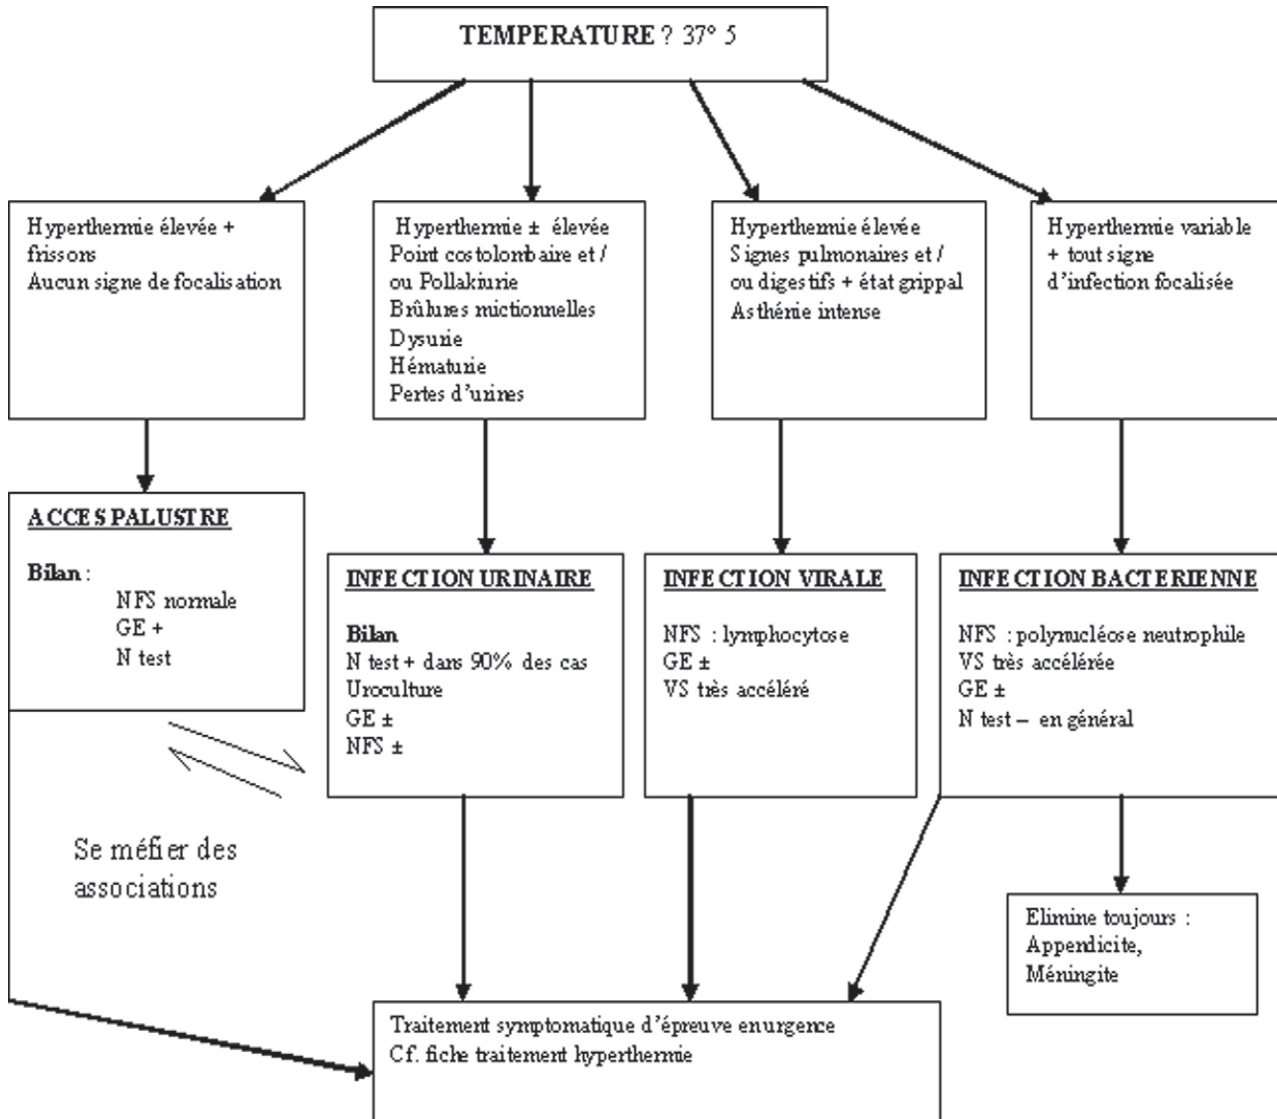 TEMPERATURE ? 37° 5
Hyperthermie élevée +
frissons
Aucun signe de focalisation
Hyperthermie ± élevée
Point costolombaire et /
ou Pollakiurie
Brûlures mictionnelles
Dysurie
Hématurie
Pertes d’urines
Hyperthermie élevée
Signes pulmonaires et /
ou digestifs + état grippal
Asthénie intense
Hyperthermie variable
+ tout signe
d’infection focalisée
ACCES PALUSTRE
Bilan :
NFS normale
GE +
N test
INFECTION URINAIRE
Bilan
N test + dans 90% des cas
Uroculture
GE ±
NFS ±
INFECTION VIRALE
NFS : lymphocytose
GE ±
VS très accéléré
INFECTION BACTERIENNE
NFS : polynucléose neutrophile
VS très accélérée
GE ±
N test – en général
Se méfier des
associations
Elimine toujours :
Appendicite,
Méningite
Traitement symptomatique d’épreuve en urgence
Cf. fiche traitement hyperthermie